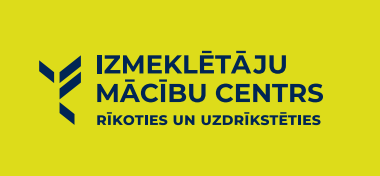 IZMEKLĒTĀJU
MĀCĪBU CENTRS
RĪKOTIES UN UZDRĪKSTĒTIES